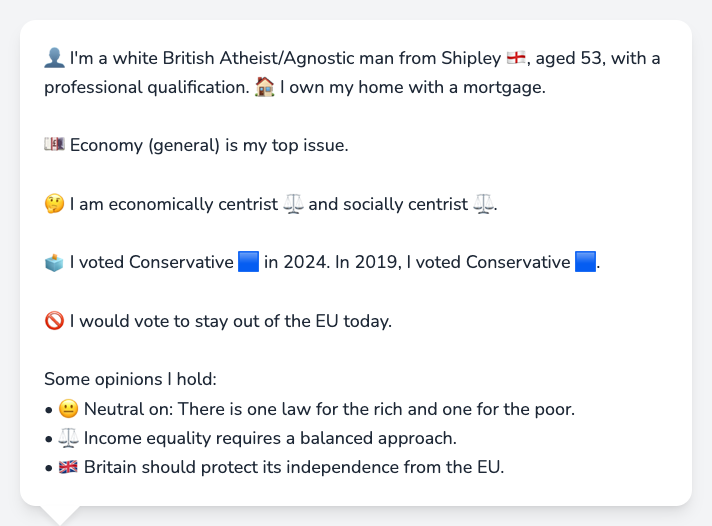 👤 I'm a white British Atheist/Agnostic man from Shipley 🏴󠁧󠁢󠁥󠁮󠁧󠁿, aged 53, with a
professional qualification. 🏠 I own my home with a mortgage.
💷 Economy (general) is my top issue.
🤔 I am economically centrist ⚖️ and socially centrist ⚖️.
🗳️ I voted Conservative 🟦 in 2024. In 2019, I voted Conservative 🟦.
🚫 I would vote to stay out of the EU today.
Some opinions I hold:
• 😐 Neutral on: There is one law for the rich and one for the poor.
• ⚖️ Income equality requires a balanced approach.
• 🇬🇧 Britain should protect its independence from the EU.